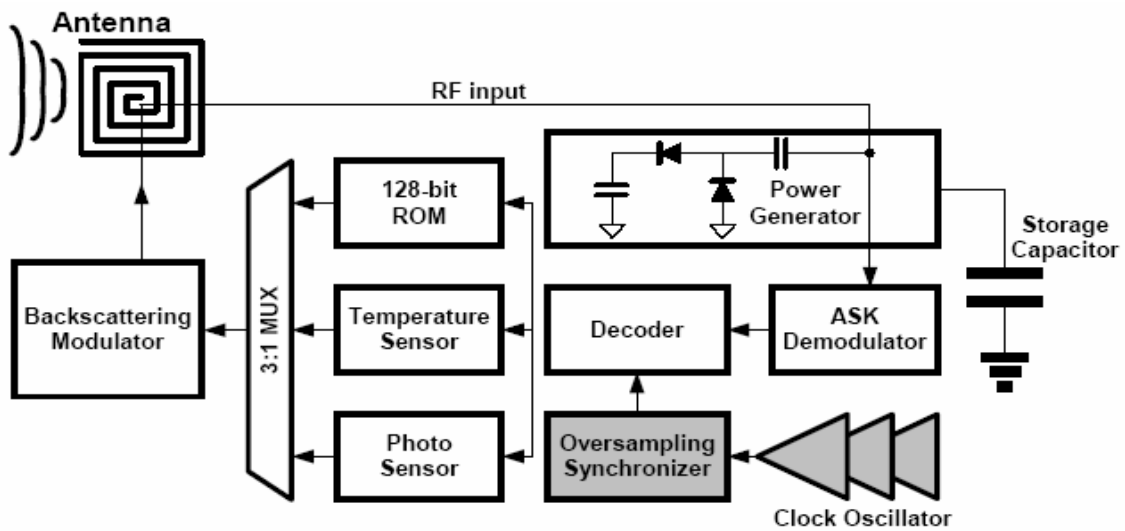 Antenna
RF input
128-bit
ROM
Power
Generator
Storage
Capacitor
Backscattering
Modulator
3:1 MUX
Temperature
Sensor
Decoder
ASK
Demodulator
Photo
Sensor
Oversampling
Synchronizer
Clock Oscillator